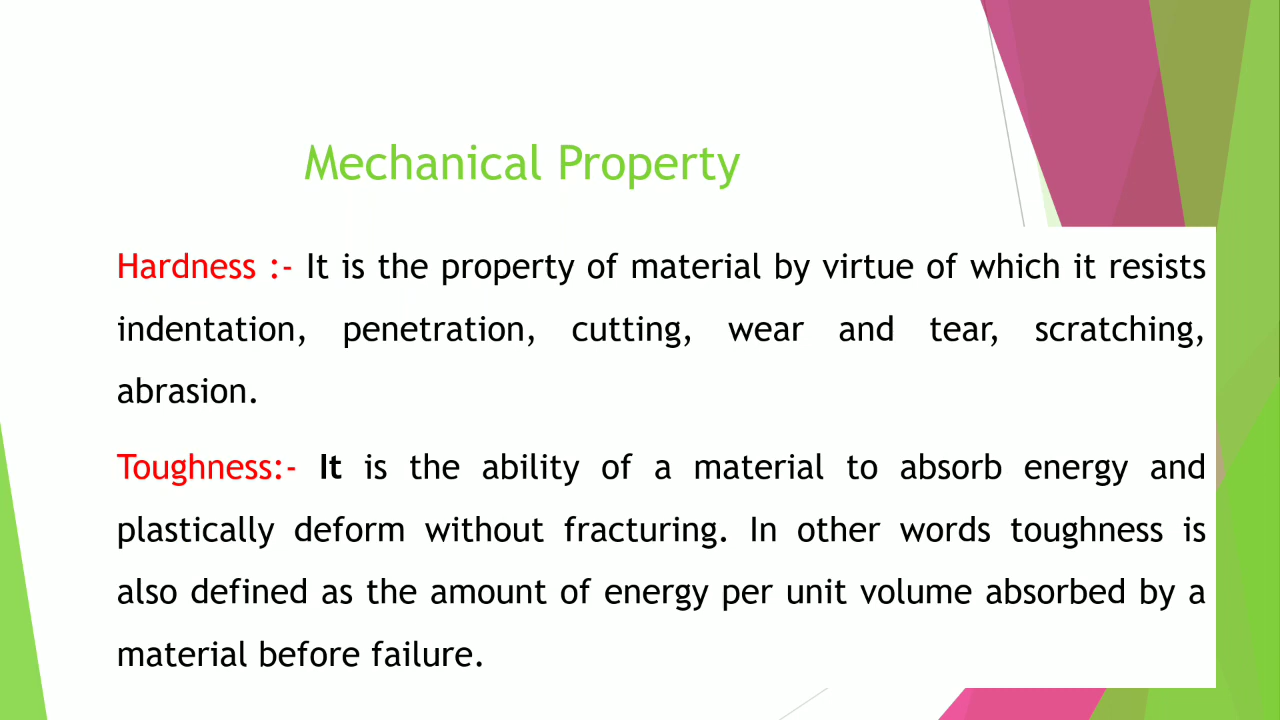 Mechanical Property
Hardness :- It is the property of material by virtue of which it resists
indentation, penetration, cutting, wear and tear, scratching,
abrasion.
Toughness:- It is the ability of a material to absorb energy and
plastically deform without fracturing. In other words toughness is
also defined as the amount of energy per unit volume absorbed by a
material before failure.